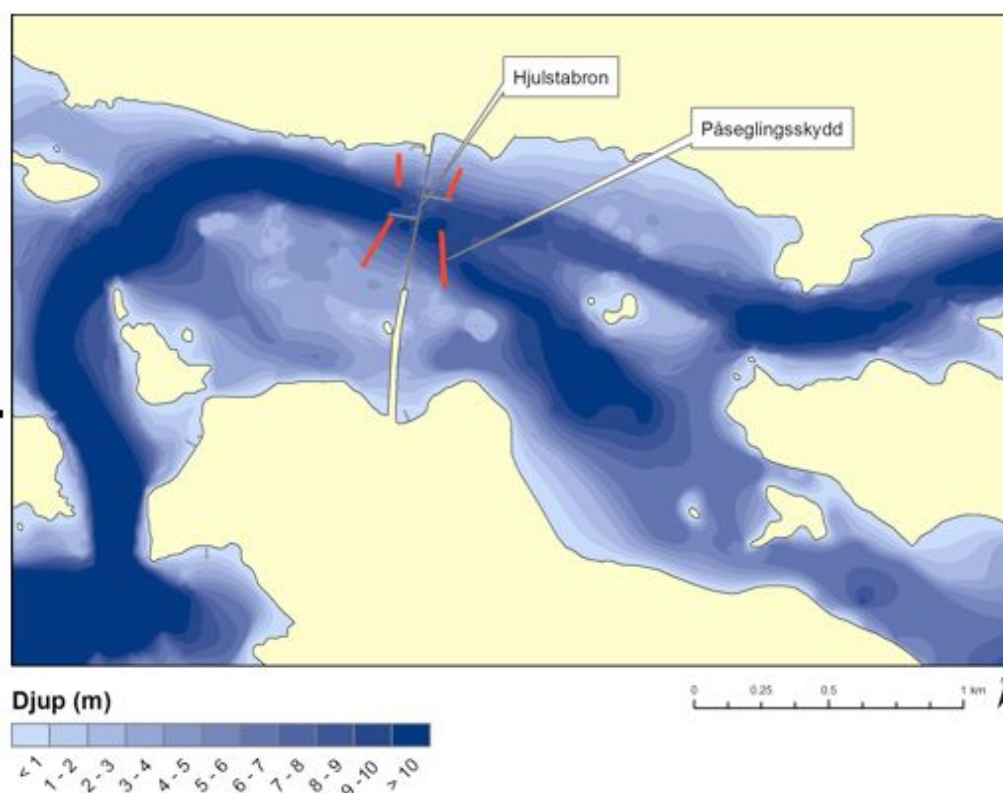 Hjulstabron
Påseglingsskydd
Djup (m)
0 0.25 0.5 1 km
< 1 1 - 2 2 - 3 3 - 4 4 - 5 5 - 6 6 - 7 7 - 8 8 - 9 9 -10 > 10